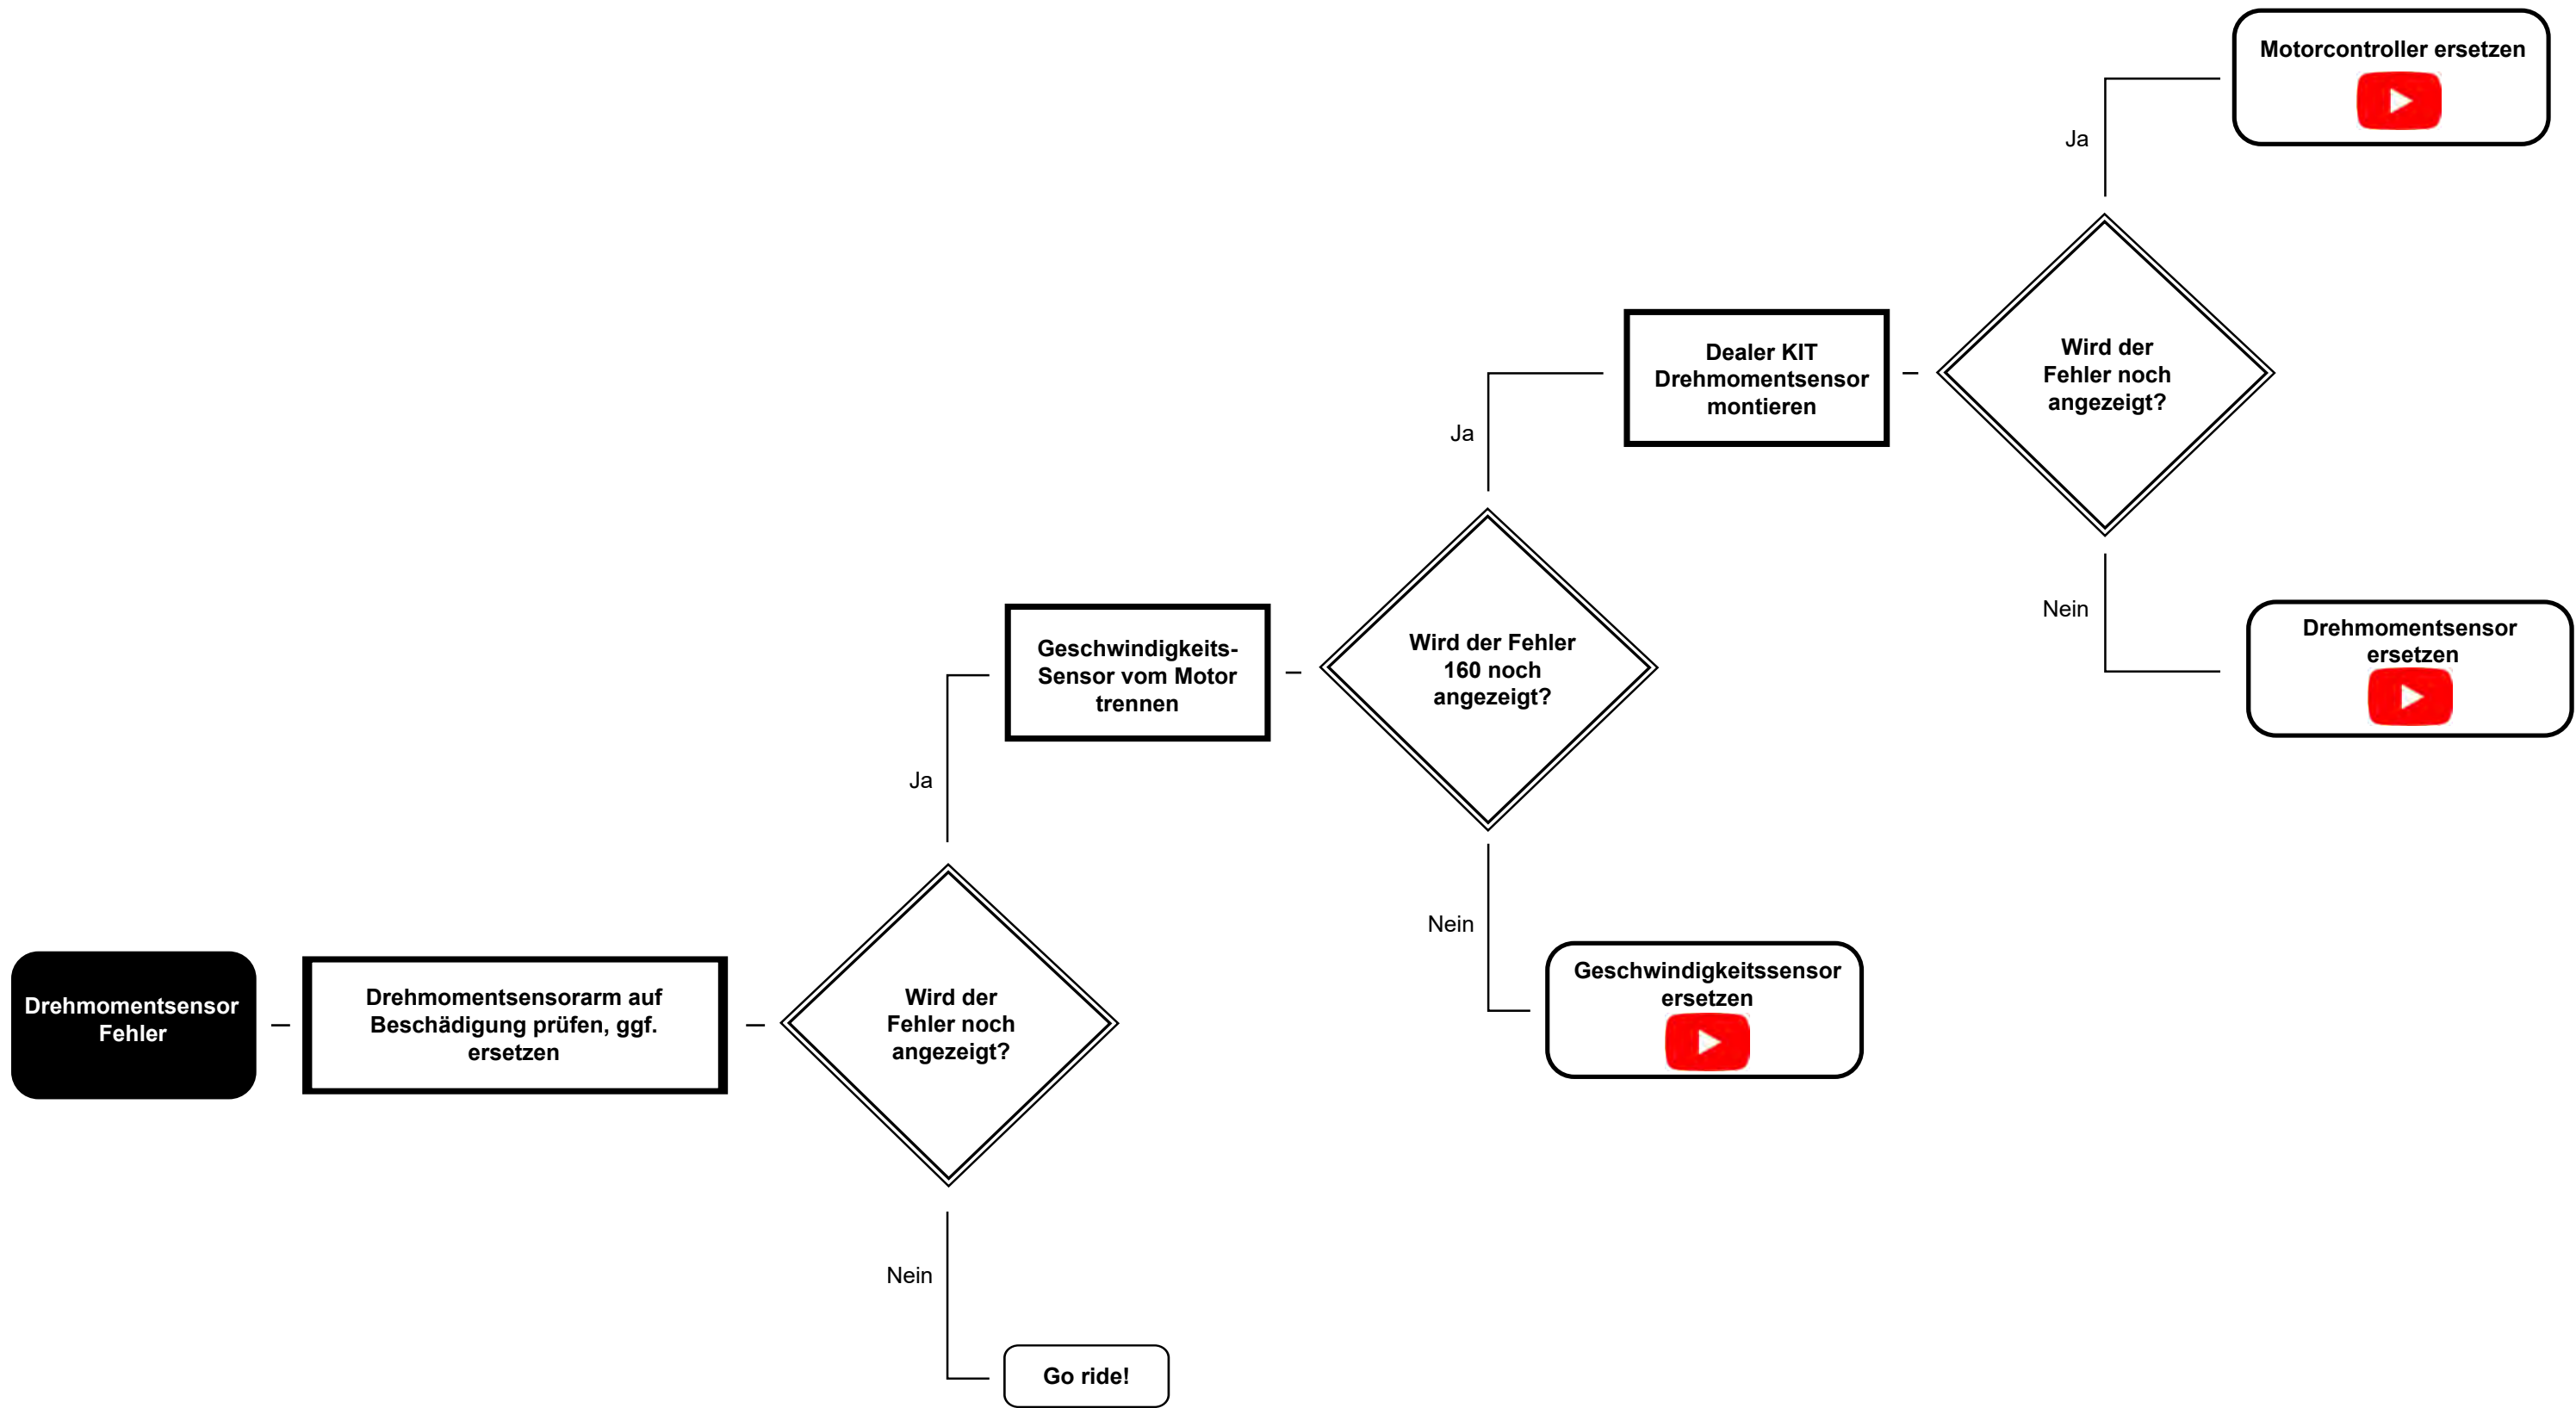 Motorcontroller ersetzen
Ja
Wird der
Fehler noch
angezeigt?
Dealer KIT
Drehmomentsensor
montieren
Ja
Nein
Drehmomentsensor
ersetzen
Geschwindigkeits-
Sensor vom Motor
trennen
Wird der Fehler
160 noch
angezeigt?
Ja
Nein
Geschwindigkeitssensor
ersetzen
Drehmomentsensor
Fehler
Drehmomentsensorarm auf
Beschädigung prüfen, ggf.
ersetzen
Wird der
Fehler noch
angezeigt?
Nein
Go ride!